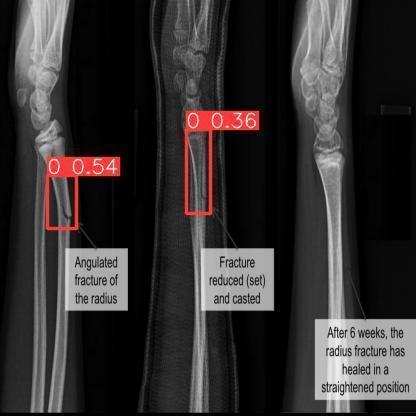 0 0.54
0 0.36
Angulated
fracture of
the radius
Fracture
reduced (set)
and casted
After 6 weeks, the
radius fracture has
healed in a
straightened position